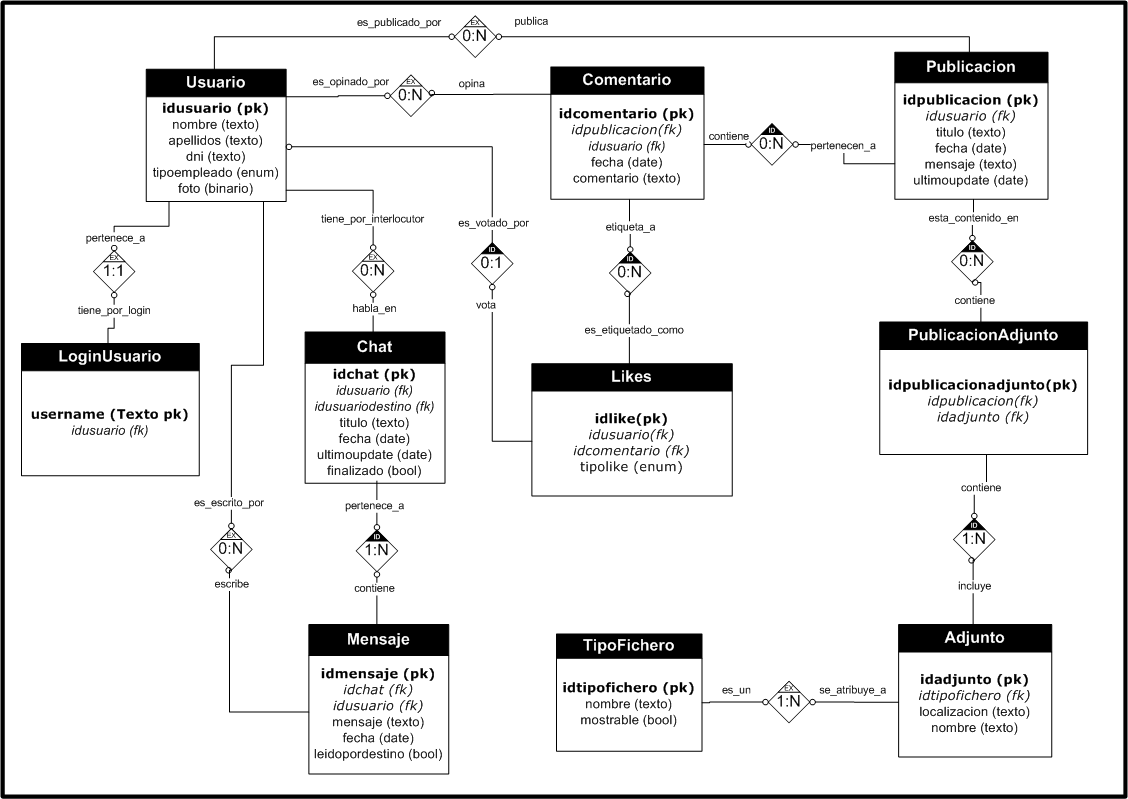 es_publicado_por
EX
0:N
publica
Usuario
idusuario (pk)
nombre (texto)
apellidos (texto)
dni (texto)
tipoempleado (enum)
foto (binario)
es_opinado_por
EX
0:N
opina
Comentario
idcomentario (pk)
idpublicacion(fk)
idusuario (fk)
fecha (date)
comentario (texto)
contiene
ID
0:N
pertenecen_a
Publicacion
idpublicacion (pk)
idusuario (fk)
titulo (texto)
fecha (date)
mensaje (texto)
ultimoupdate (date)
pertenece_a
EX
1:1
tiene_por_login
tiene_por_interlocutor
EX
0:N
habla_en
es_votado_por
ID
0:1
vota
etiqueta_a
ID
0:N
es_etiquetado_como
esta_contenido_en
ID
0:N
contiene
LoginUsuario
username (Texto pk)
idusuario (fk)
Chat
idchat (pk)
idusuario (fk)
idusuariodestino (fk)
titulo (texto)
fecha (date)
ultimoupdate (date)
finalizado (bool)
Likes
idlike(pk)
idusuario(fk)
idcomentario (fk)
tipolike (enum)
PublicacionAdjunto
idpublicacionadjunto(pk)
idpublicacion(fk)
idadjunto (fk)
es_escrito_por
EX
0:N
escribe
pertenece_a
ID
1:N
contiene
contiene
ID
1:N
incluye
Mensaje
idmensaje (pk)
idchat (fk)
idusuario (fk)
mensaje (texto)
fecha (date)
leidopordestino (bool)
TipoFichero
idtipofichero (pk)
nombre (texto)
mostrable (bool)
es_un
EX
1:N
se_atribuye_a
Adjunto
idadjunto (pk)
idtipofichero (fk)
localizacion (texto)
nombre (texto)